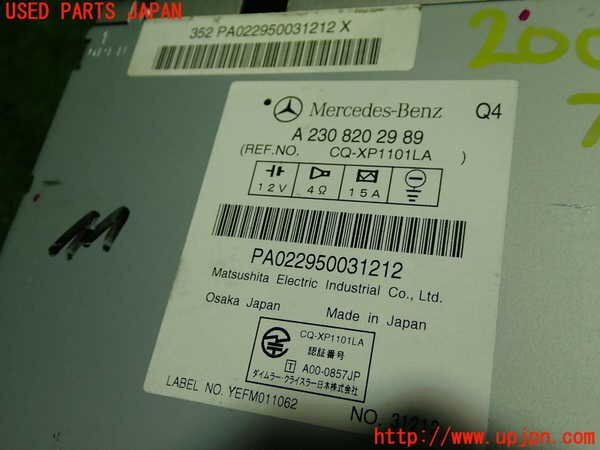 USED PARTS JAPAN
352 PA022950031212 X
200
Mercedes-Benz Q4
A 230 820 29 89
(REF.NO. CQ-XP1101LA )
12V 4Ω 15A
PA022950031212
Matsushita Electric Industrial Co., Ltd.
Osaka Japan Made in Japan
CQ-XP1101LA
認証番号
T A00-0857JP
ダイムラー・クライスラー日本株式会社
LABEL NO. YEFM011062
NO. 31212
http://www.upjpn.com